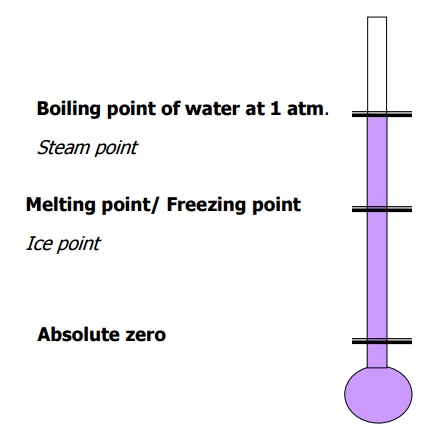 Boiling point of water at 1 atm.
Steam point
Melting point/ Freezing point
Ice point
Absolute zero